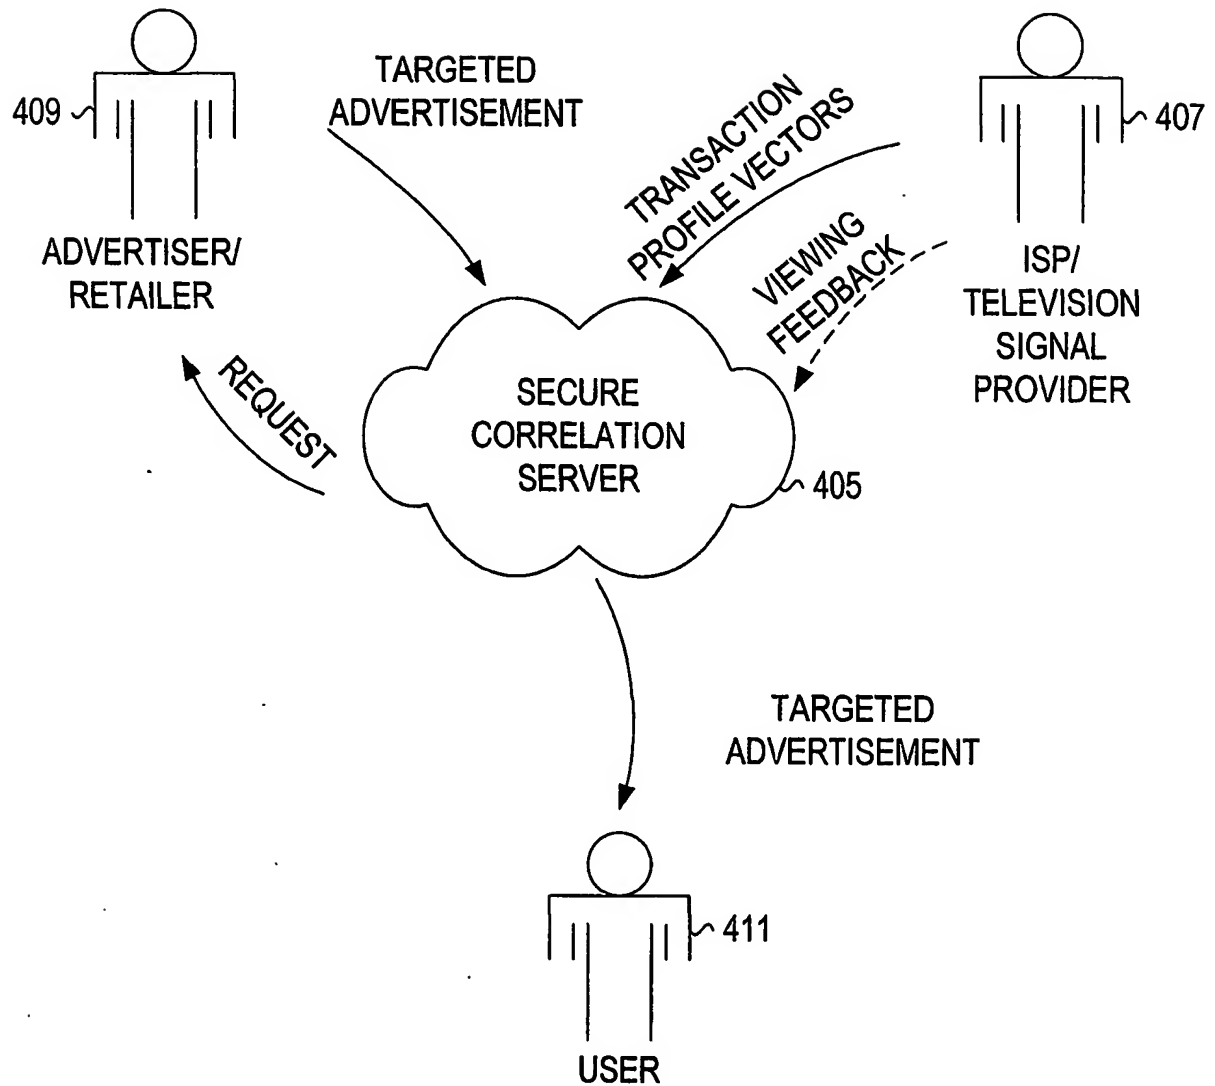 TARGETED
ADVERTISEMENT
409
ADVERTISER/
RETAILER
TRANSACTION
PROFILE VECTORS
407
ISP/
TELEVISION
SIGNAL
PROVIDER
VIEWING
FEEDBACK
REQUEST
SECURE
CORRELATION
SERVER
405
TARGETED
ADVERTISEMENT
411
USER